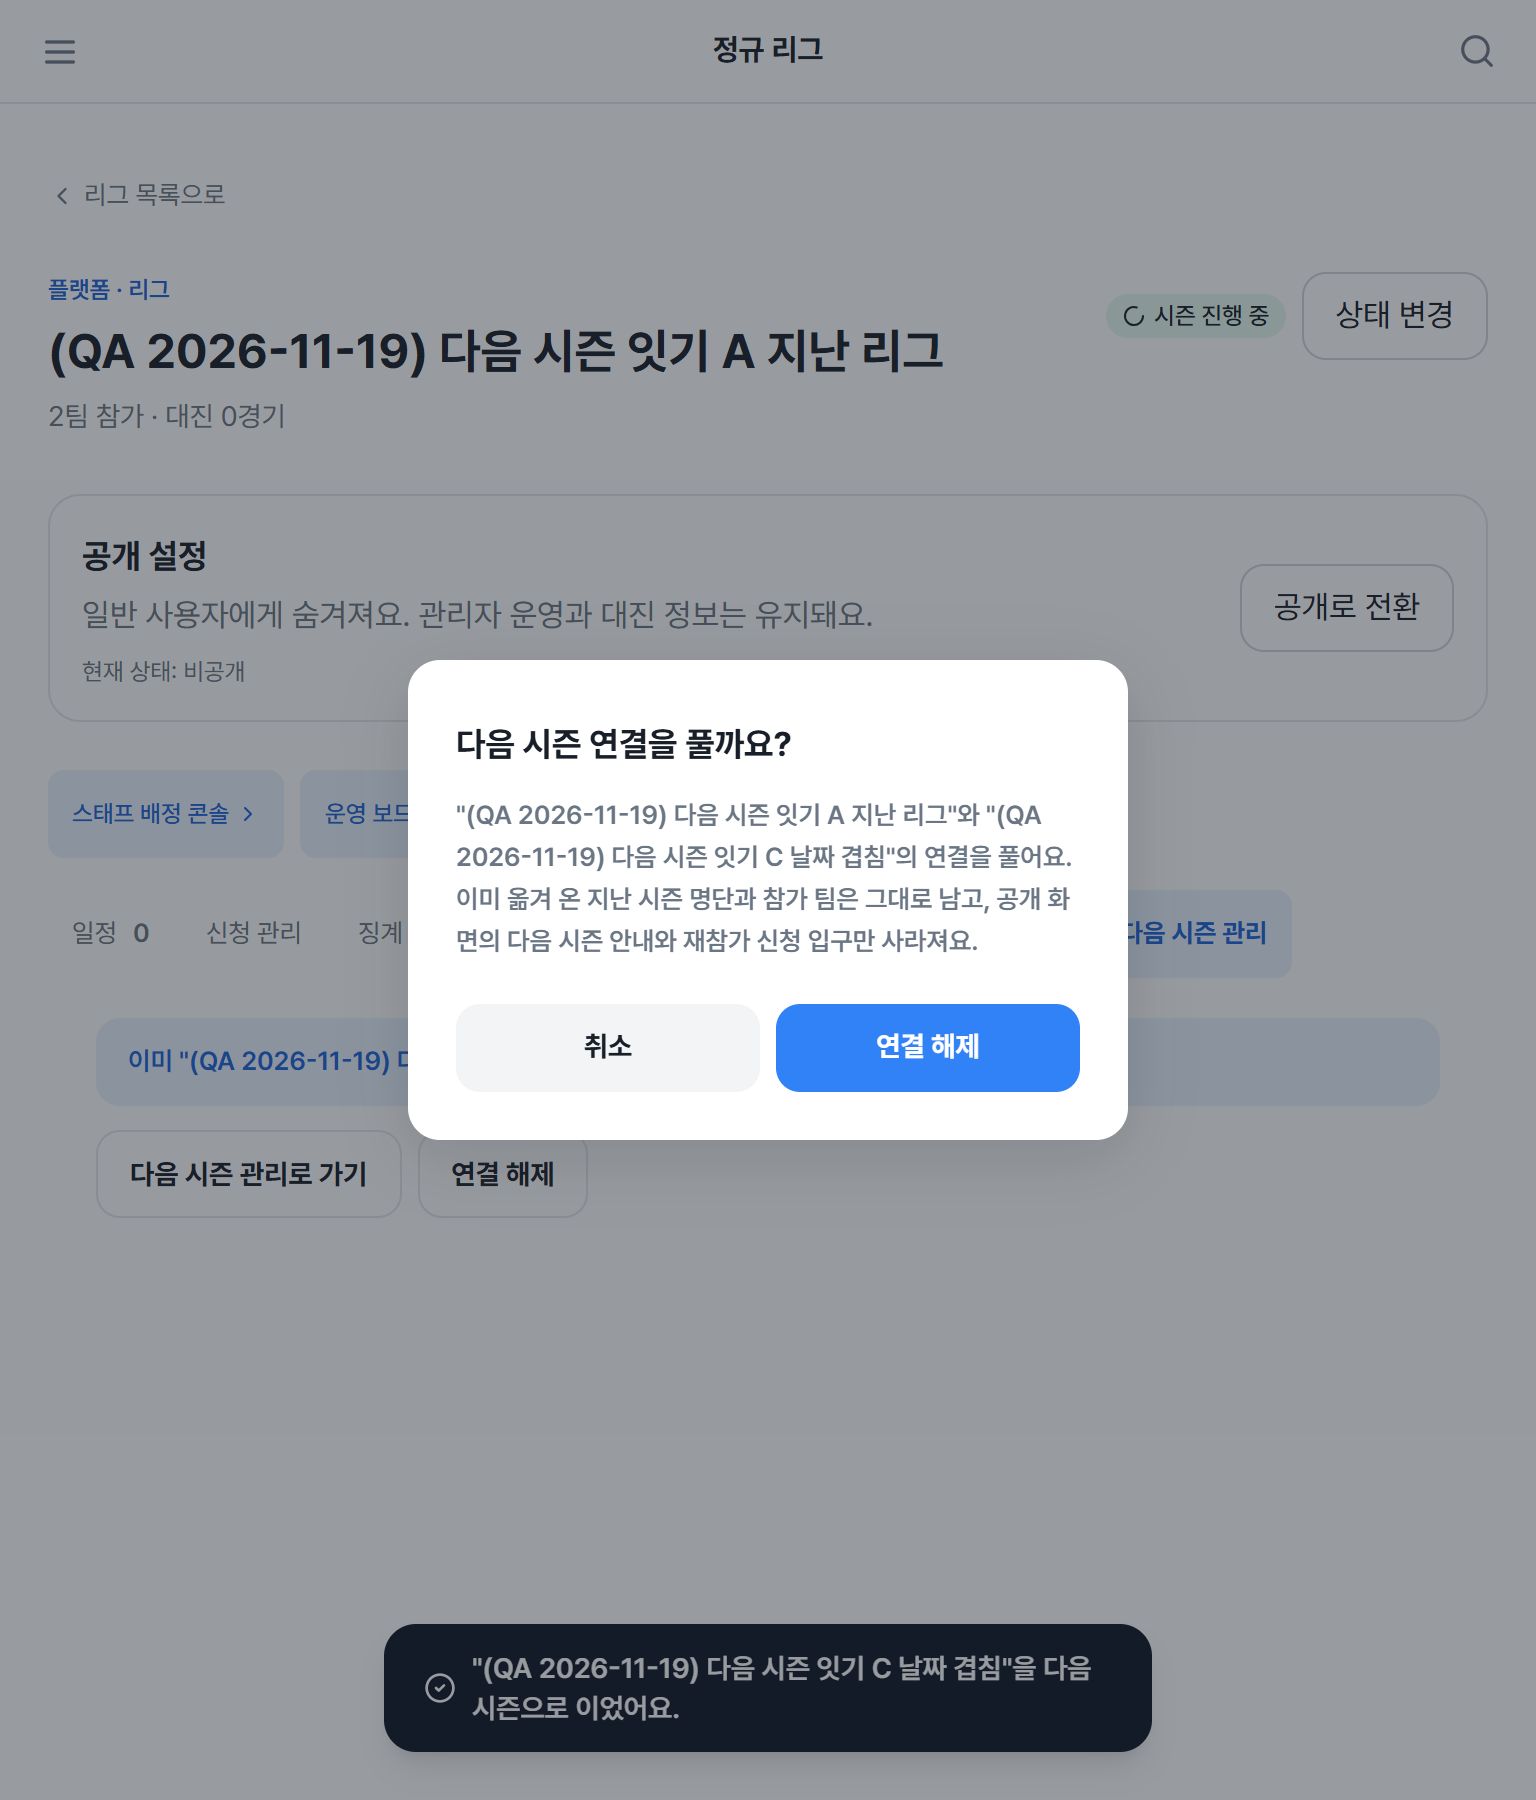 정규 리그
리그 목록으로
플랫폼 · 리그
(QA 2026-11-19) 다음 시즌 잇기 A 지난 리그
2팀 참가 · 대진 0경기
시즌 진행 중
상태 변경
공개 설정
일반 사용자에게 숨겨져요. 관리자 운영과 대진 정보는 유지돼요.
현재 상태: 비공개
공개로 전환
스태프 배정 콘솔
운영 보드
일정 0
신청 관리
징계
다음 시즌 관리
이미 "(QA 2026-11-19)
다음 시즌 관리로 가기
연결 해제
다음 시즌 연결을 풀까요?
"(QA 2026-11-19) 다음 시즌 잇기 A 지난 리그"와 "(QA
2026-11-19) 다음 시즌 잇기 C 날짜 겹침"의 연결을 풀어요.
이미 옮겨 온 지난 시즌 명단과 참가 팀은 그대로 남고, 공개 화
면의 다음 시즌 안내와 재참가 신청 입구만 사라져요.
취소
연결 해제
"(QA 2026-11-19) 다음 시즌 잇기 C 날짜 겹침"을 다음
시즌으로 이었어요.